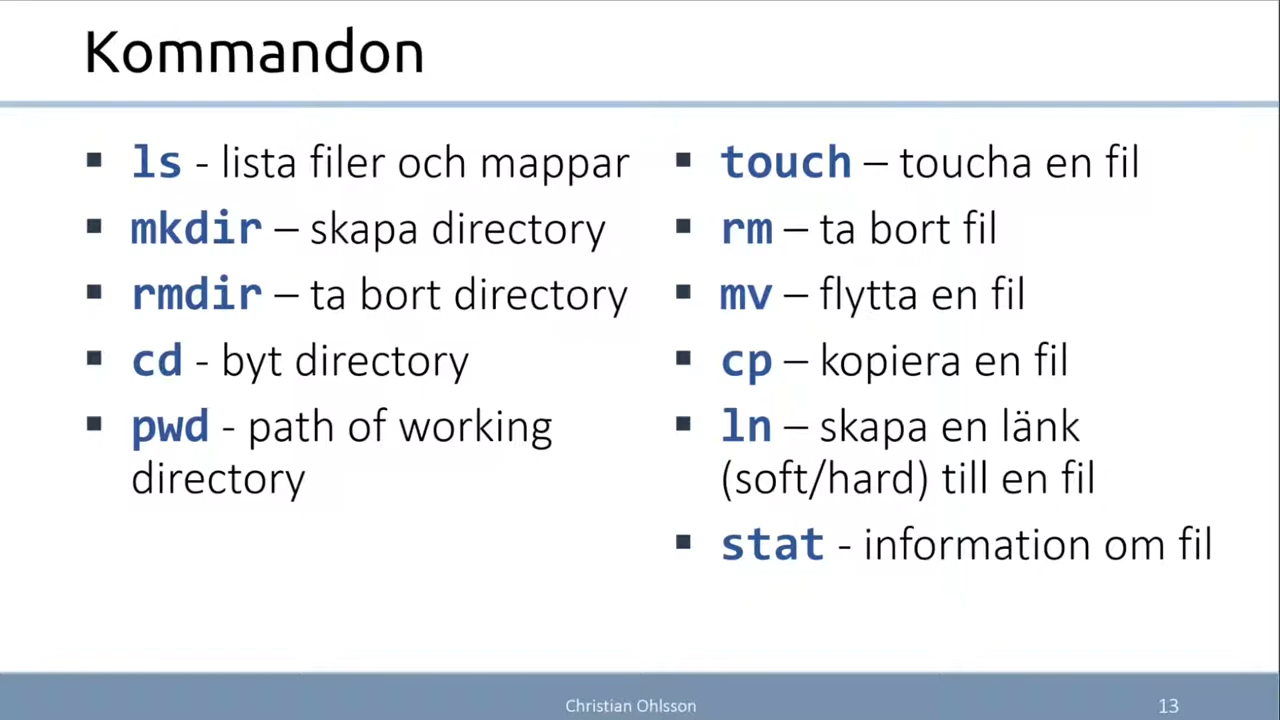 Kommandon
▪ ls - lista filer och mappar
▪ mkdir – skapa directory
▪ rmdir – ta bort directory
▪ cd - byt directory
▪ pwd - path of working
directory
▪ touch – toucha en fil
▪ rm – ta bort fil
▪ mv – flytta en fil
▪ cp – kopiera en fil
▪ ln – skapa en länk
(soft/hard) till en fil
▪ stat - information om fil
Christian Ohlsson
13